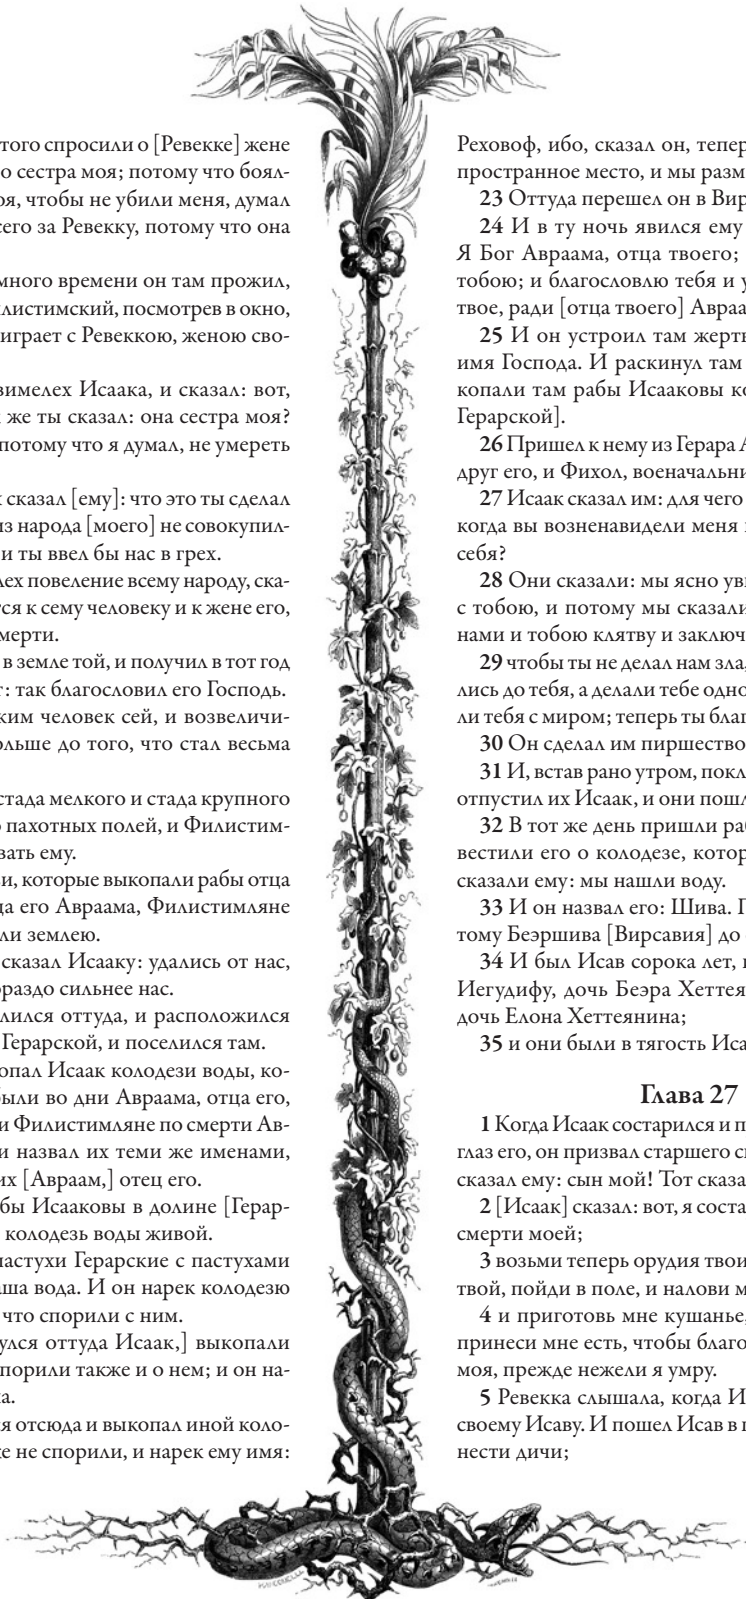 того спросили о [Ревекке] жене
о сестра моя; потому что боял-
оя, чтобы не убили меня, думал
сего за Ревекку, потому что она
много времени он там прожил,
илистимский, посмотрев в окно,
играет с Ревеккою, женою сво-
вимелех Исаака, и сказал: вот,
же ты сказал: она сестра моя?
потому что я думал, не умереть
сказал [ему]: что это ты сделал
из народа [моего] не совокупил-
и ты ввел бы нас в грех.
лех повеление всему народу, ска-
тся к сему человеку и к жене его,
мерти.
в земле той, и получил в тот год
: так благословил его Господь.
ким человек сей, и возвеличи-
ольше до того, что стал весьма
стада мелкого и стада крупного
пахотных полей, и Филистим-
вать ему.
и, которые выкопали рабы отца
ца его Авраама, Филистимляне
ли землею.
сказал Исааку: удались от нас,
ораздо сильнее нас.
лился оттуда, и расположился
Герарской, и поселился там.
опал Исаак колодези воды, ко-
ыли во дни Авраама, отца его,
и Филистимляне по смерти Ав-
и назвал их теми же именами,
их [Авраам,] отец его.
бы Исааковы в долине [Герар-
колодезь воды живой.
пастухи Герарские с пастухами
аша вода. И он нарек колодезю
что спорили с ним.
улся оттуда Исаак,] выкопали
порили также и о нем; и он на-
а.
я отсюда и выкопал иной коло-
же не спорили, и нарек ему имя:
Реховоф, ибо, сказал он, тепер
пространное место, и мы разм
23 Оттуда перешел он в Вир
24 И в ту ночь явился ему
Я Бог Авраама, отца твоего;
тобою; и благословлю тебя и у
твое, ради [отца твоего] Авраа
25 И он устроил там жерт
имя Господа. И раскинул там
копали там рабы Исааковы ко
Герарской].
26 Пришел к нему из Герара А
друг его, и Фихол, военачальни
27 Исаак сказал им: для чего
когда вы возненавидели меня
себя?
28 Они сказали: мы ясно уви
с тобою, и потому мы сказали
нами и тобою клятву и заключ
29 чтобы ты не делал нам зла,
лись до тебя, а делали тебе одно
ли тебя с миром; теперь ты благ
30 Он сделал им пиршество
31 И, встав рано утром, покл
отпустил их Исаак, и они пошл
32 В тот же день пришли раб
вестили его о колодезе, котор
сказали ему: мы нашли воду.
33 И он назвал его: Шива. П
тому Беэршива [Вирсавия] до
34 И был Исав сорока лет,
Иегудифу, дочь Беэра Хеттея
дочь Елона Хеттеянина;
35 и они были в тягость Иса
Глава 27
1 Когда Исаак состарился и п
глаз его, он призвал старшего с
сказал ему: сын мой! Тот сказа
2 [Исаак] сказал: вот, я соста
смерти моей;
3 возьми теперь орудия твои
твой, пойди в поле, и налови м
4 и приготовь мне кушанье,
принеси мне есть, чтобы благо
моя, прежде нежели я умру.
5 Ревекка слышала, когда И
своему Исаву. И пошел Исав в п
нести дичи;